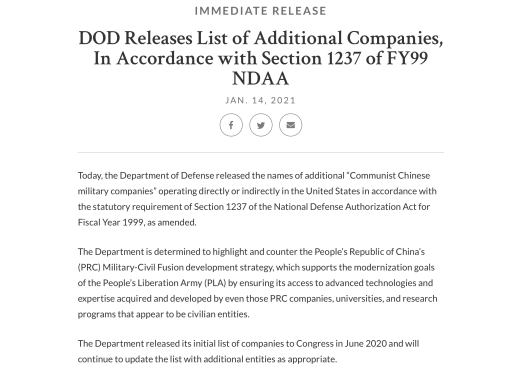 IMMEDIATE RELEASE
DOD Releases List of Additional Companies,
In Accordance with Section 1237 of FY99
NDAA
JAN. 14, 2021
Today, the Department of Defense released the names of additional “Communist Chinese
military companies” operating directly or indirectly in the United States in accordance with
the statutory requirement of Section 1237 of the National Defense Authorization Act for
Fiscal Year 1999, as amended.
The Department is determined to highlight and counter the People’s Republic of China’s
(PRC) Military-Civil Fusion development strategy, which supports the modernization goals
of the People’s Liberation Army (PLA) by ensuring its access to advanced technologies and
expertise acquired and developed by even those PRC companies, universities, and research
programs that appear to be civilian entities.
The Department released its initial list of companies to Congress in June 2020 and will
continue to update the list with additional entities as appropriate.